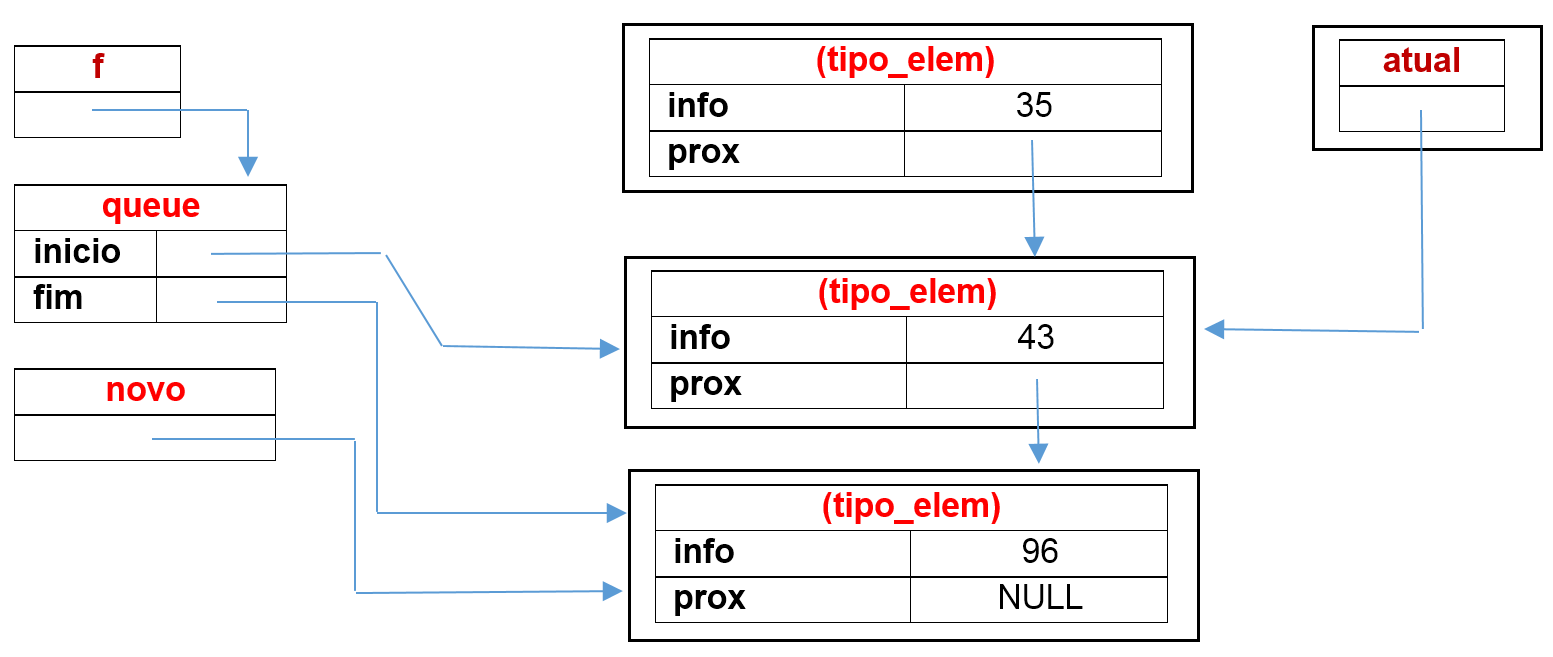 f
queue
inicio
fim
novo
(tipo_elem)
info 35
prox
(tipo_elem)
info 43
prox
(tipo_elem)
info 96
prox NULL
atual